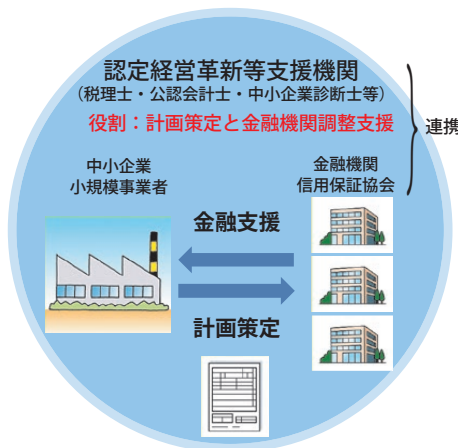 認定経営革新等支援機関
（税理士・公認会計士・中小企業診断士等）
役割：計画策定と金融機関調整支援
連携
中小企業
小規模事業者
金融機関
信用保証協会
金融支援
計画策定